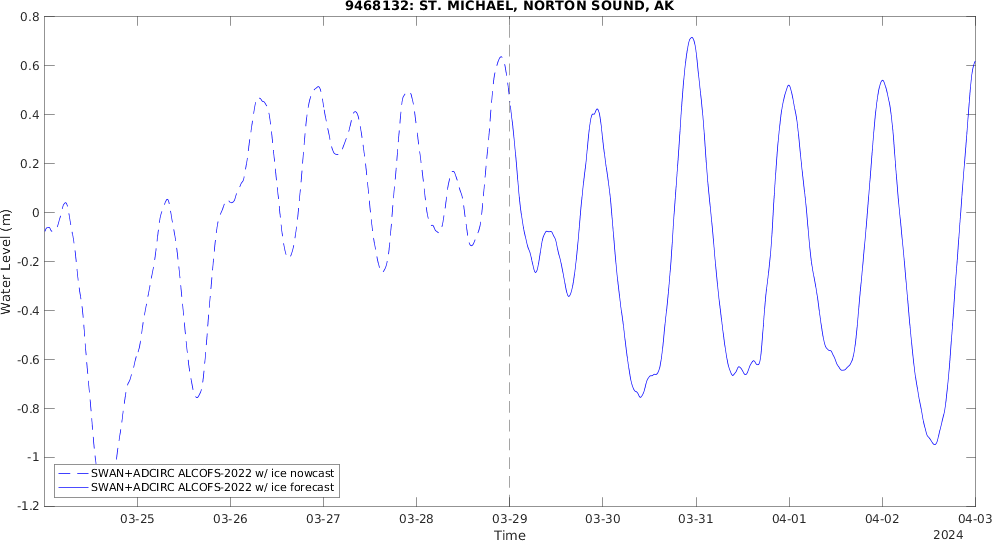 9468132: ST. MICHAEL, NORTON SOUND, AK
Water Level (m)
0.8
0.6
0.4
0.2
0
-0.2
-0.4
-0.6
-0.8
-1
-1.2
SWAN+ADCIRC ALCOFS-2022 w/ ice nowcast
SWAN+ADCIRC ALCOFS-2022 w/ ice forecast
03-25 03-26 03-27 03-28 03-29 03-30 03-31 04-01 04-02 04-03
Time
2024